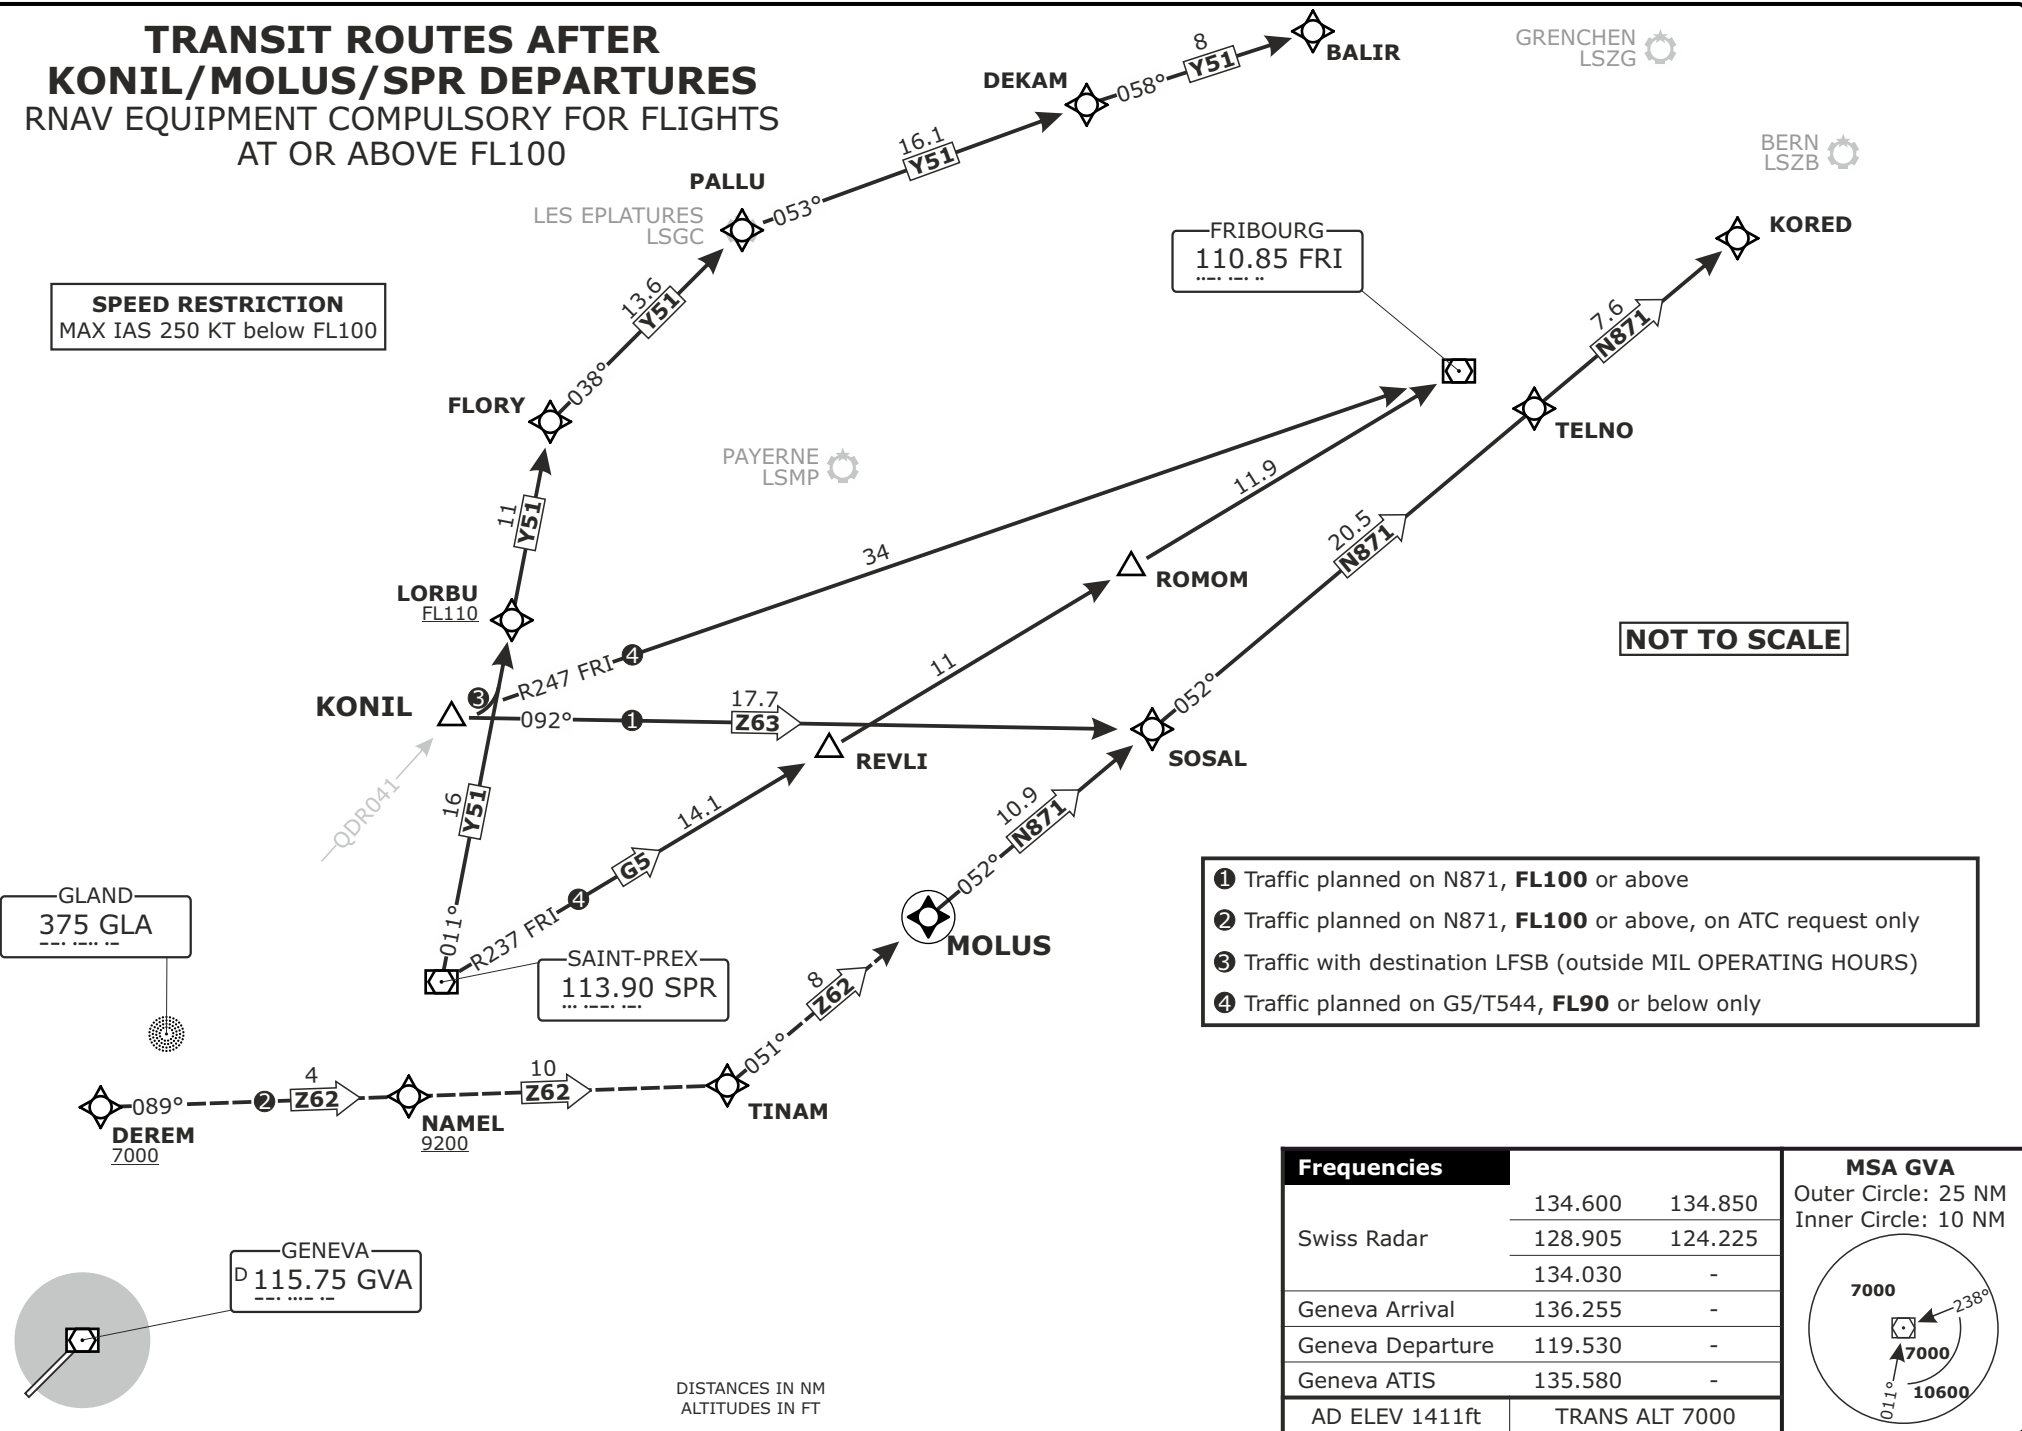 TRANSIT ROUTES AFTER
KONIL/MOLUS/SPR DEPARTURES
RNAV EQUIPMENT COMPULSORY FOR FLIGHTS
AT OR ABOVE FL100
SPEED RESTRICTION
MAX IAS 250 KT below FL100
BALIR
8
Y51
058°
DEKAM
16.1
Y51
053°
PALLU
LES EPLATURES
LSGC
13.6
Y51
038°
FLORY
11
Y51
LORBU
FL110
GRENCHEN
LSZG
BERN
LSZB
KORED
FRIBOURG
110.85 FRI
7.6
N871
TELNO
PAYERNE
LSMP
11.9
34
ROMOM
20.5
N871
NOT TO SCALE
R247 FRI 4
11
3
KONIL
092°
1
17.7
Z63
052°
SOSAL
REVLI
QDR041
16
Y51
14.1
G5
4
R237 FRI
011°
10.9
N871
052°
MOLUS
GLAND
375 GLA
SAINT-PREX
113.90 SPR
8
Z62
051°
TINAM
10
Z62
NAMEL
9200
4
Z62
2
089°
DEREM
7000
1 Traffic planned on N871, FL100 or above
2 Traffic planned on N871, FL100 or above, on ATC request only
3 Traffic with destination LFSB (outside MIL OPERATING HOURS)
4 Traffic planned on G5/T544, FL90 or below only
GENEVA
D 115.75 GVA
DISTANCES IN NM
ALTITUDES IN FT
Frequencies
Swiss Radar
134.600 134.850
128.905 124.225
134.030 -
Geneva Arrival 136.255 -
Geneva Departure 119.530 -
Geneva ATIS 135.580 -
AD ELEV 1411ft TRANS ALT 7000
MSA GVA
Outer Circle: 25 NM
Inner Circle: 10 NM
7000
238°
7000
10600
011°